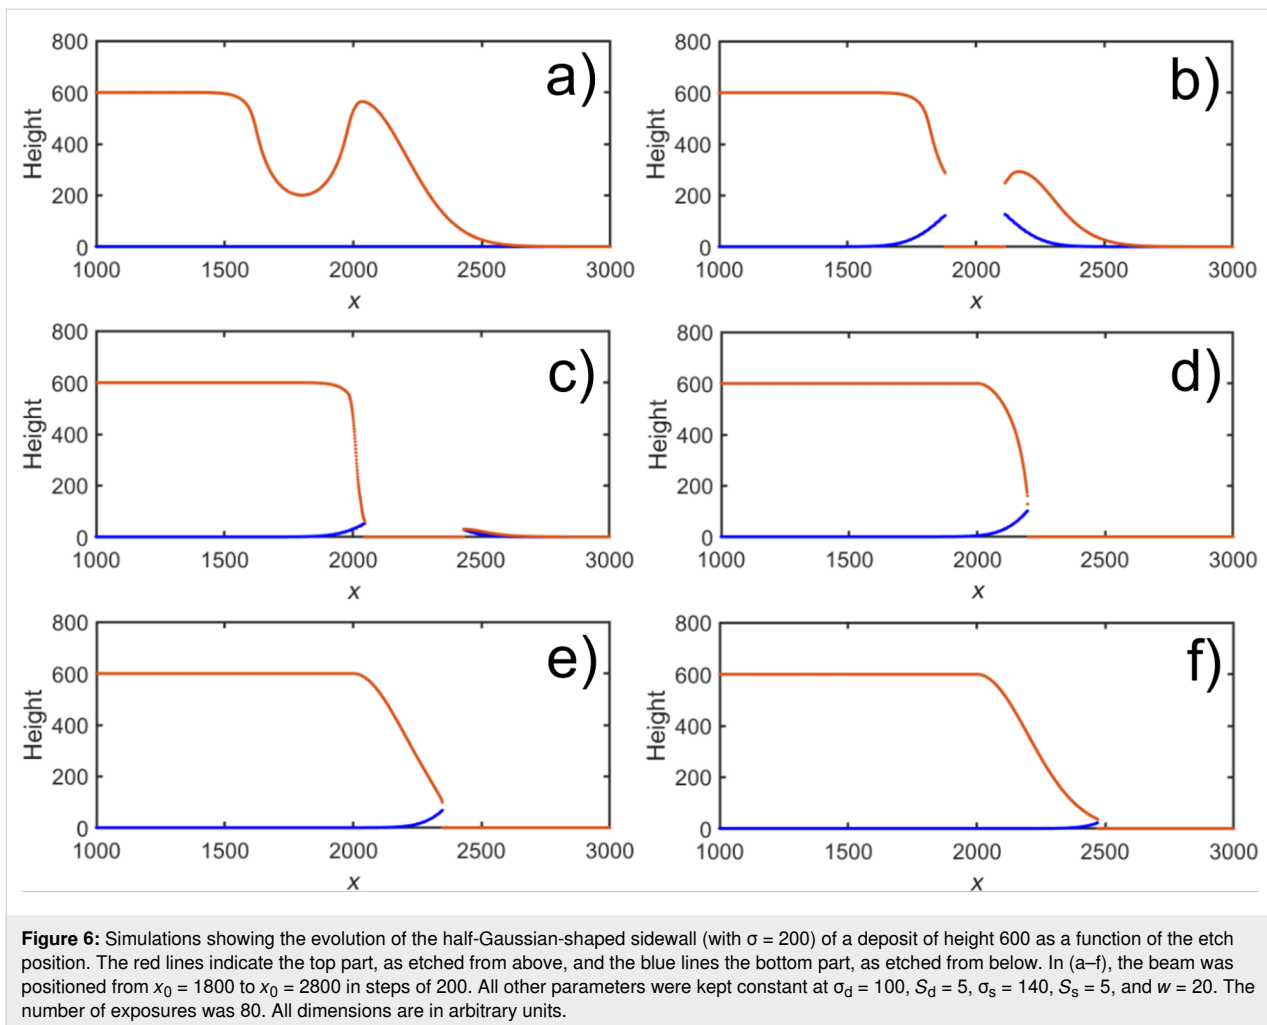 800
600
400
200
0
Height
1000 1500 2000 2500 3000
x
a)
800
600
400
200
0
Height
1000 1500 2000 2500 3000
x
b)
800
600
400
200
0
Height
1000 1500 2000 2500 3000
x
c)
800
600
400
200
0
Height
1000 1500 2000 2500 3000
x
d)
800
600
400
200
0
Height
1000 1500 2000 2500 3000
x
e)
800
600
400
200
0
Height
1000 1500 2000 2500 3000
x
f)
Figure 6: Simulations showing the evolution of the half-Gaussian-shaped sidewall (with σ = 200) of a deposit of height 600 as a function of the etch
position. The red lines indicate the top part, as etched from above, and the blue lines the bottom part, as etched from below. In (a–f), the beam was
positioned from x₀ = 1800 to x₀ = 2800 in steps of 200. All other parameters were kept constant at σd = 100, Sd = 5, σs = 140, Ss = 5, and w = 20. The
number of exposures was 80. All dimensions are in arbitrary units.